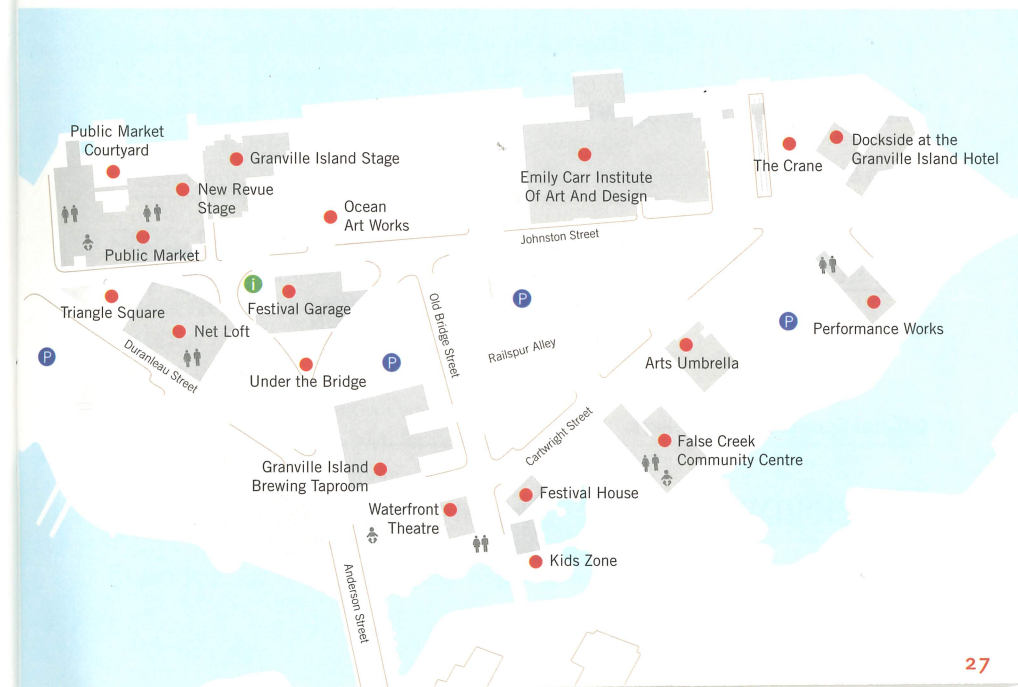 Public Market
Courtyard
Granville Island Stage
New Revue
Stage
Ocean
Art Works
Public Market
Emily Carr Institute
Of Art And Design
The Crane
Dockside at the
Granville Island Hotel
Johnston Street
Triangle Square
i
Festival Garage
Net Loft
Duranleau Street
Under the Bridge
Old Bridge Street
P
P
P
P
Railspur Alley
Performance Works
Arts Umbrella
Cartwright Street
False Creek
Community Centre
Granville Island
Brewing Taproom
Waterfront
Theatre
Festival House
Kids Zone
Anderson Street
27